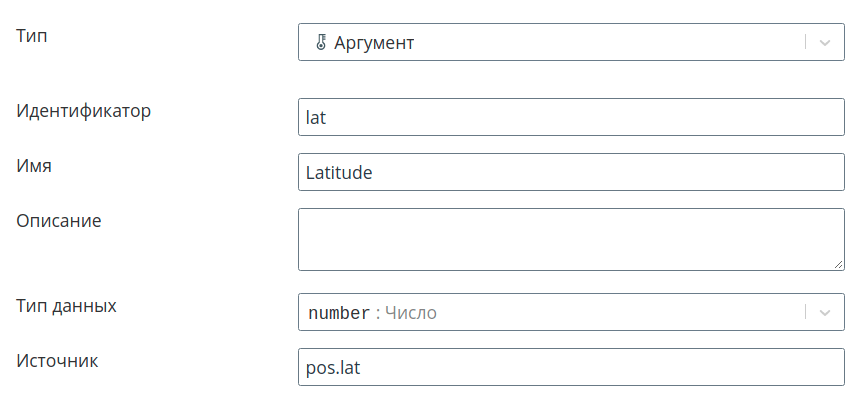 Тип
Аргумент
Идентификатор
lat
Имя
Latitude
Описание
Тип данных
number : Число
Источник
pos.lat